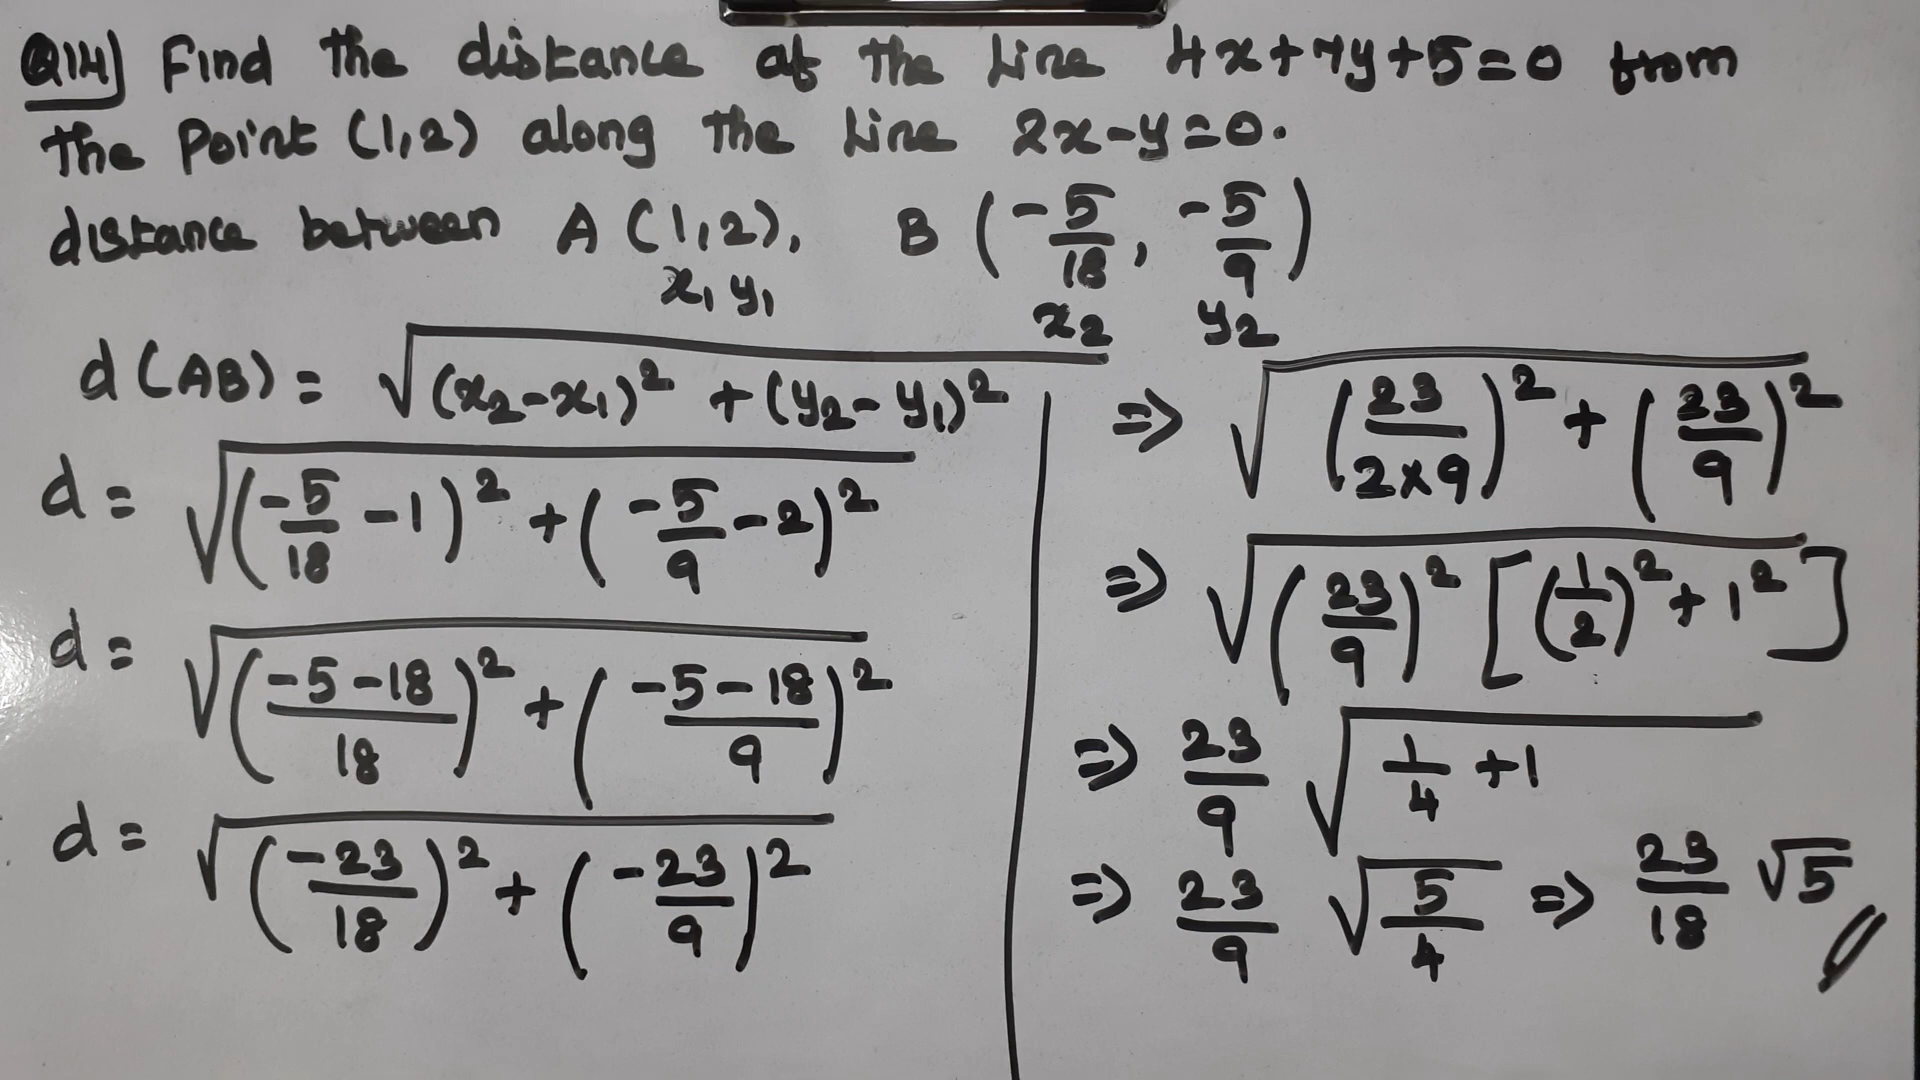 Q14) Find the distance of the line 4x+7y+5=0 from
the point (1,2) along the line 2x-y=0.
distance between A (1,2), B (-5/18, -5/9)
x₁ y₁ x₂ y₂
d(AB) = √((x₂-x₁)² + (y₂-y₁)²)
d = √((-5/18 -1)² + (-5/9 -2)²)
d = √((-5-18/18)² + (-5-18/9)²)
d = √((-23/18)² + (-23/9)²)
⇒ √((23/2×9)² + (23/9)²)
⇒ √((23/9)² [(1/2)² + 1²])
⇒ 23/9 √(1/4 +1)
⇒ 23/9 √(5/4) ⇒ 23/18 √5 //